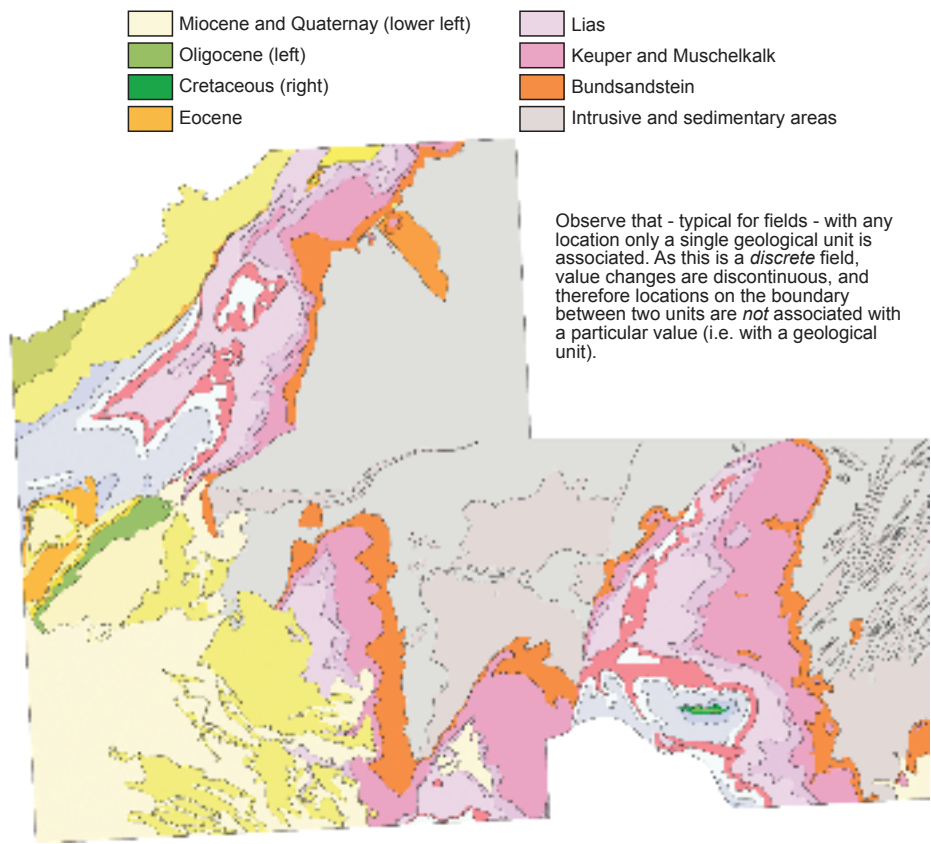 Miocene and Quaternay (lower left)
Oligocene (left)
Cretaceous (right)
Eocene
Lias
Keuper and Muschelkalk
Bundsandstein
Intrusive and sedimentary areas
Observe that - typical for fields - with any
location only a single geological unit is
associated. As this is a discrete field,
value changes are discontinuous, and
therefore locations on the boundary
between two units are not associated with
a particular value (i.e. with a geological
unit).